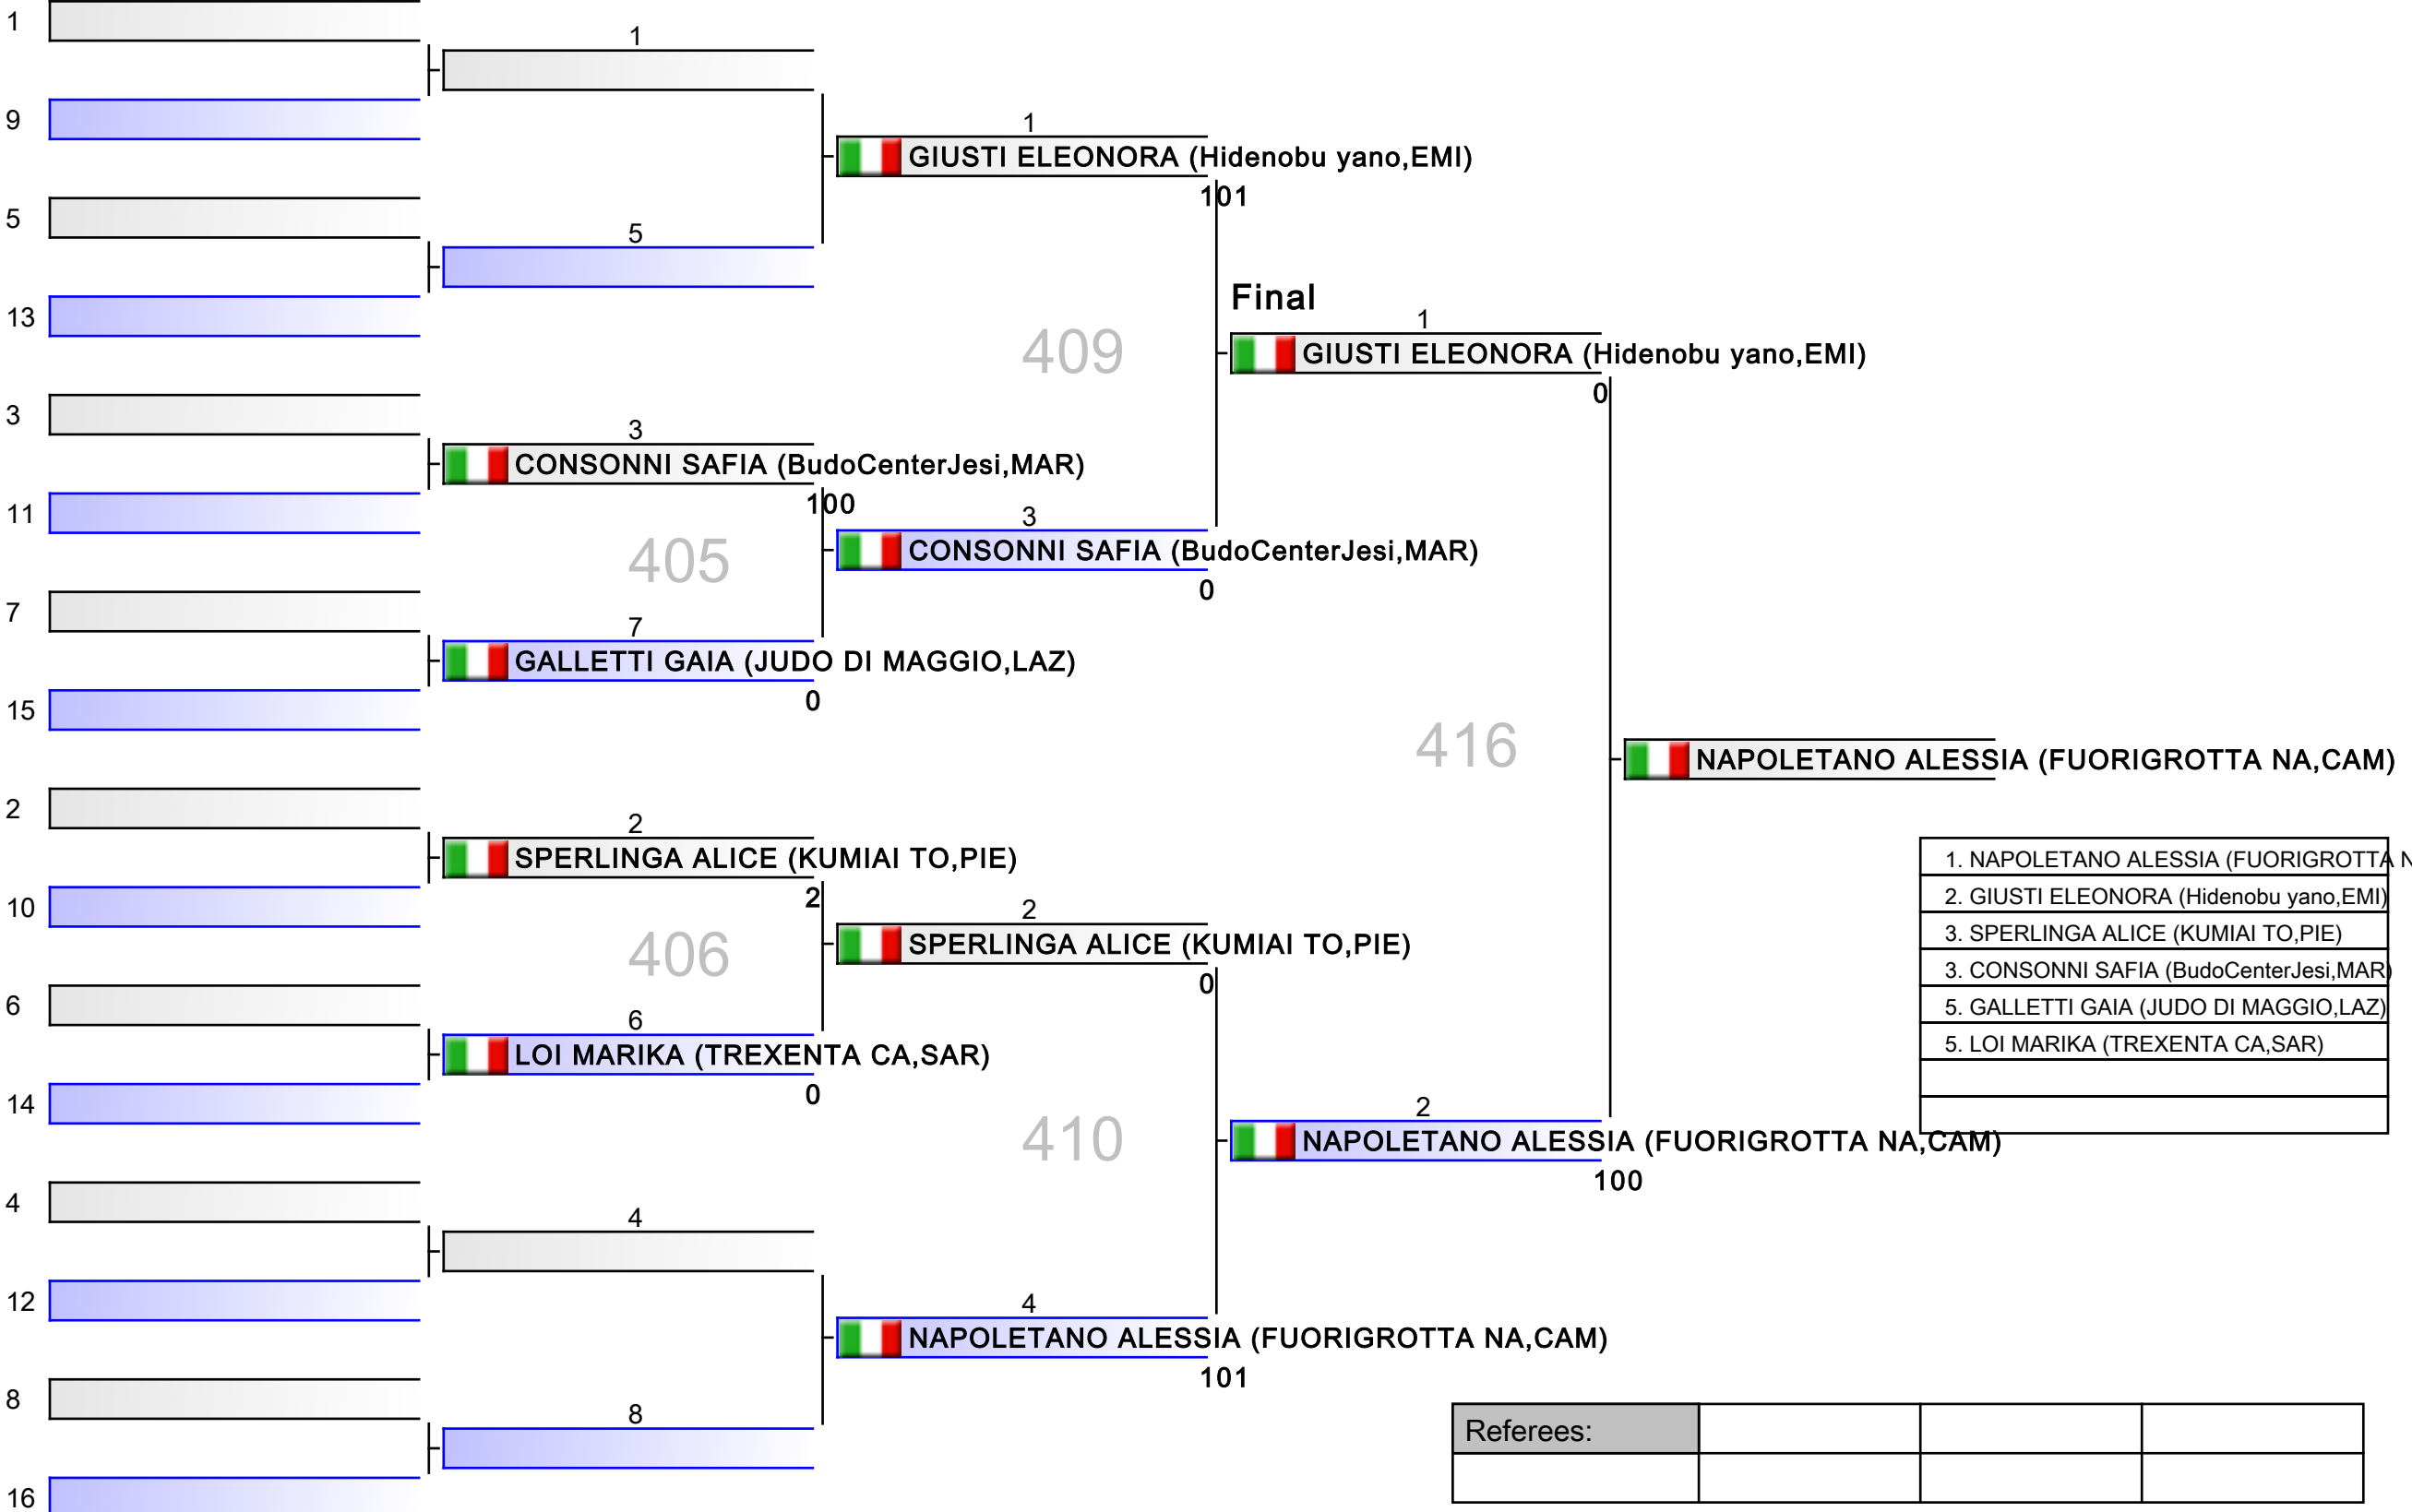 1
1
9
1
GIUSTI ELEONORA (Hidenobu yano,EMI)
101
5
5
13
Final
1
409
GIUSTI ELEONORA (Hidenobu yano,EMI)
0
3
3
CONSONNI SAFIA (BudoCenterJesi,MAR)
100
11
3
405
CONSONNI SAFIA (BudoCenterJesi,MAR)
0
7
7
GALLETTI GAIA (JUDO DI MAGGIO,LAZ)
0
15
416
NAPOLETANO ALESSIA (FUORIGROTTA NA,CAM)
2
2
SPERLINGA ALICE (KUMIAI TO,PIE)
2
10
2
406
SPERLINGA ALICE (KUMIAI TO,PIE)
0
1. NAPOLETANO ALESSIA (FUORIGROTTA N
2. GIUSTI ELEONORA (Hidenobu yano,EMI)
3. SPERLINGA ALICE (KUMIAI TO,PIE)
3. CONSONNI SAFIA (BudoCenterJesi,MAR)
5. GALLETTI GAIA (JUDO DI MAGGIO,LAZ)
5. LOI MARIKA (TREXENTA CA,SAR)
6
6
LOI MARIKA (TREXENTA CA,SAR)
0
14
410
2
NAPOLETANO ALESSIA (FUORIGROTTA NA,CAM)
100
4
4
12
4
NAPOLETANO ALESSIA (FUORIGROTTA NA,CAM)
101
8
8
16
Referees: